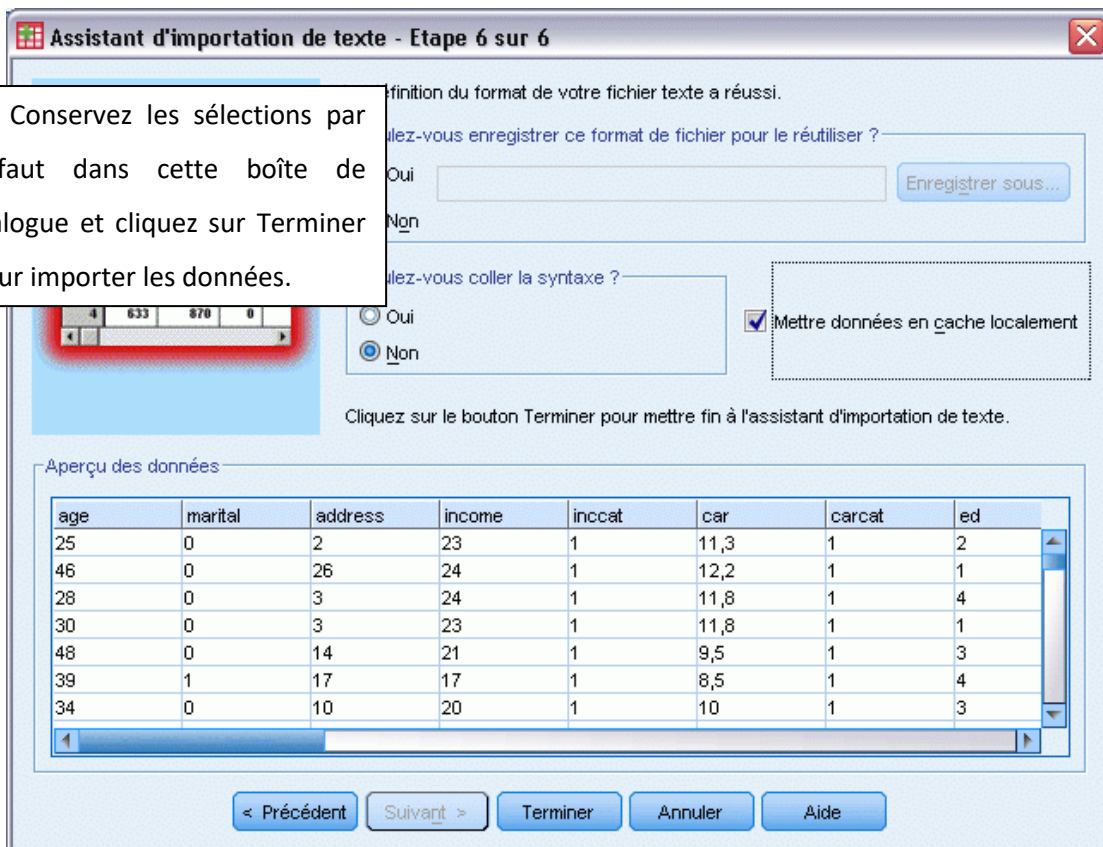 Assistant d'importation de texte - Etape 6 sur 6
finition du format de votre fichier texte a réussi.
Conservez les sélections par
faut dans cette boîte de
logue et cliquez sur Terminer
ur importer les données.
ulez-vous enregistrer ce format de fichier pour le réutiliser ?
Oui
Enregistrer sous...
Non
ulez-vous coller la syntaxe ?
Oui
Non
Mettre données en cache localement
4 633 870 0
Cliquez sur le bouton Terminer pour mettre fin à l'assistant d'importation de texte.
Aperçu des données
age marital address income inccat car carcat ed
25 0 2 23 1 11,3 1 2
46 0 26 24 1 12,2 1 1
28 0 3 24 1 11,8 1 4
30 0 3 23 1 11,8 1 1
48 0 14 21 1 9,5 1 3
39 1 17 17 1 8,5 1 4
34 0 10 20 1 10 1 3
< Précédent Suivant > Terminer Annuler Aide